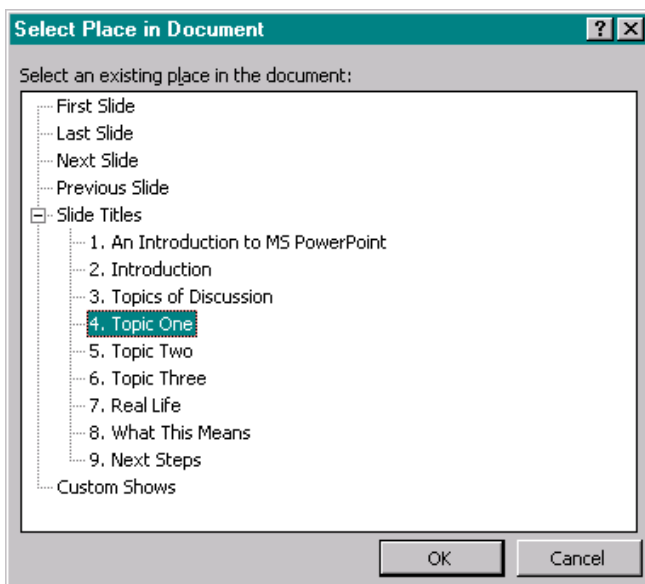 Select Place in Document
Select an existing place in the document:
First Slide
Last Slide
Next Slide
Previous Slide
Slide Titles
1. An Introduction to MS PowerPoint
2. Introduction
3. Topics of Discussion
4. Topic One
5. Topic Two
6. Topic Three
7. Real Life
8. What This Means
9. Next Steps
Custom Shows
OK Cancel